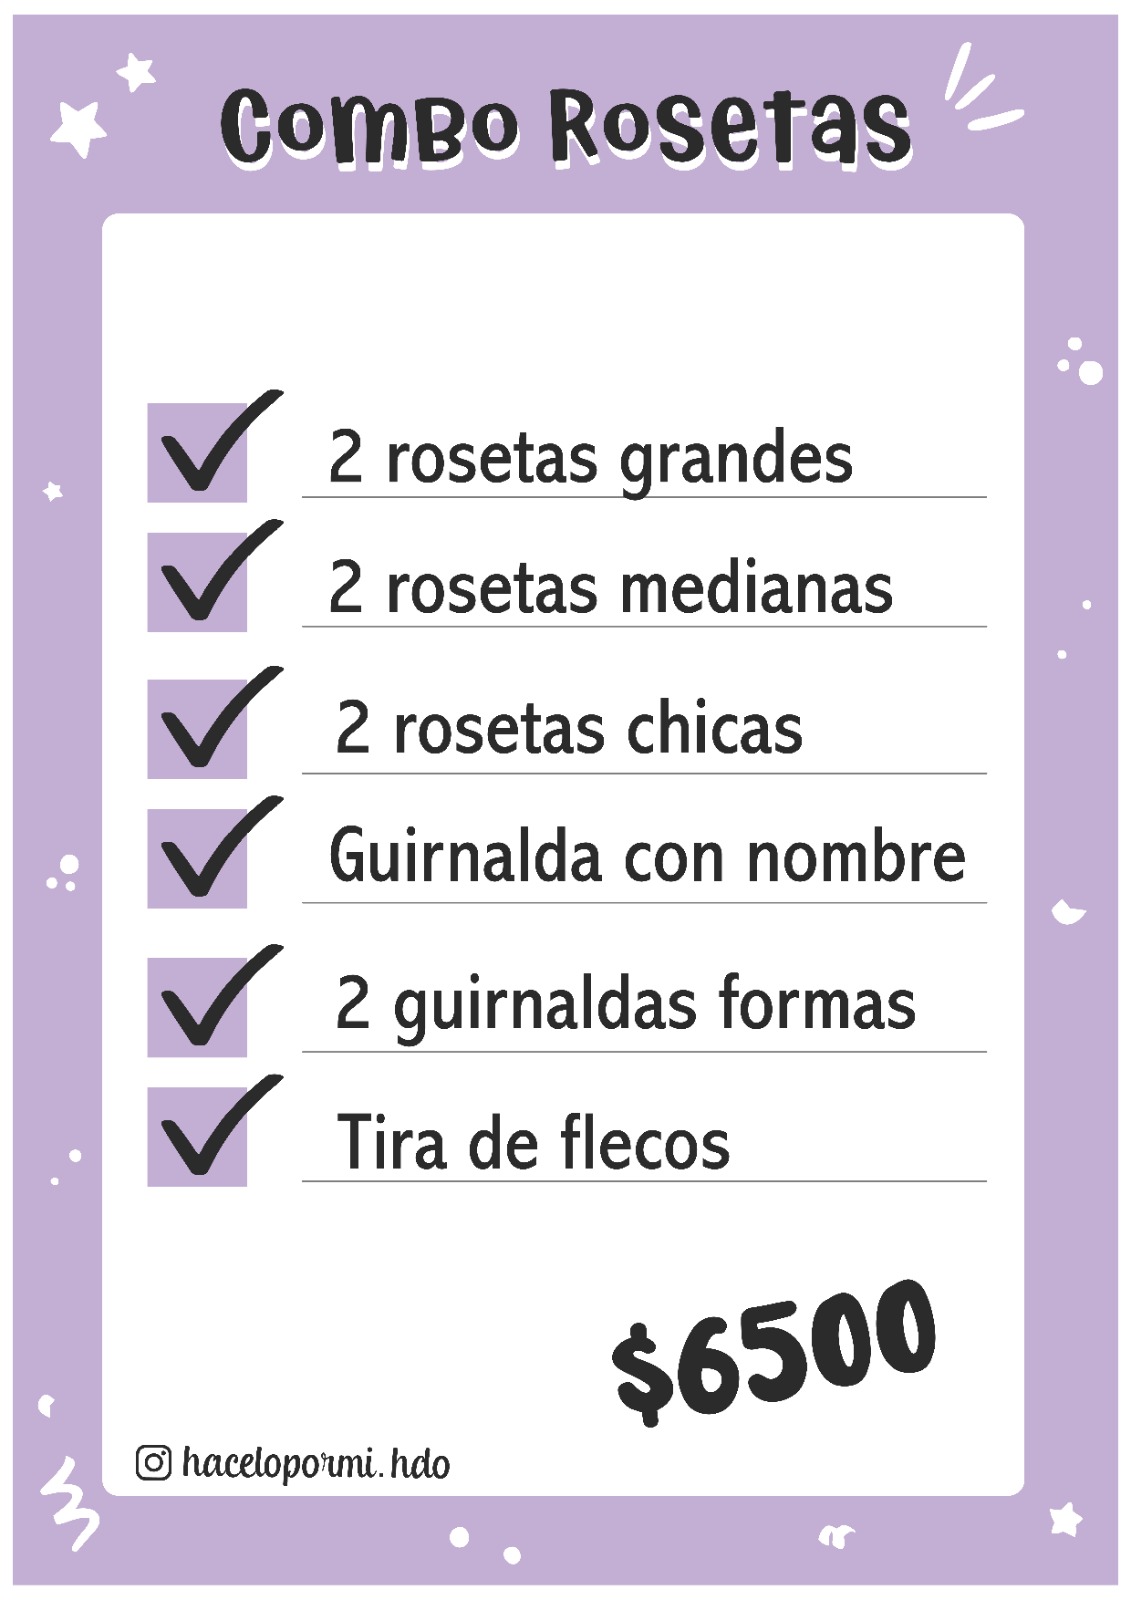 Combo Rosetas
2 rosetas grandes
2 rosetas medianas
2 rosetas chicas
Guirnalda con nombre
2 guirnaldas formas
Tira de flecos
$6500
hacelopormi.hdo